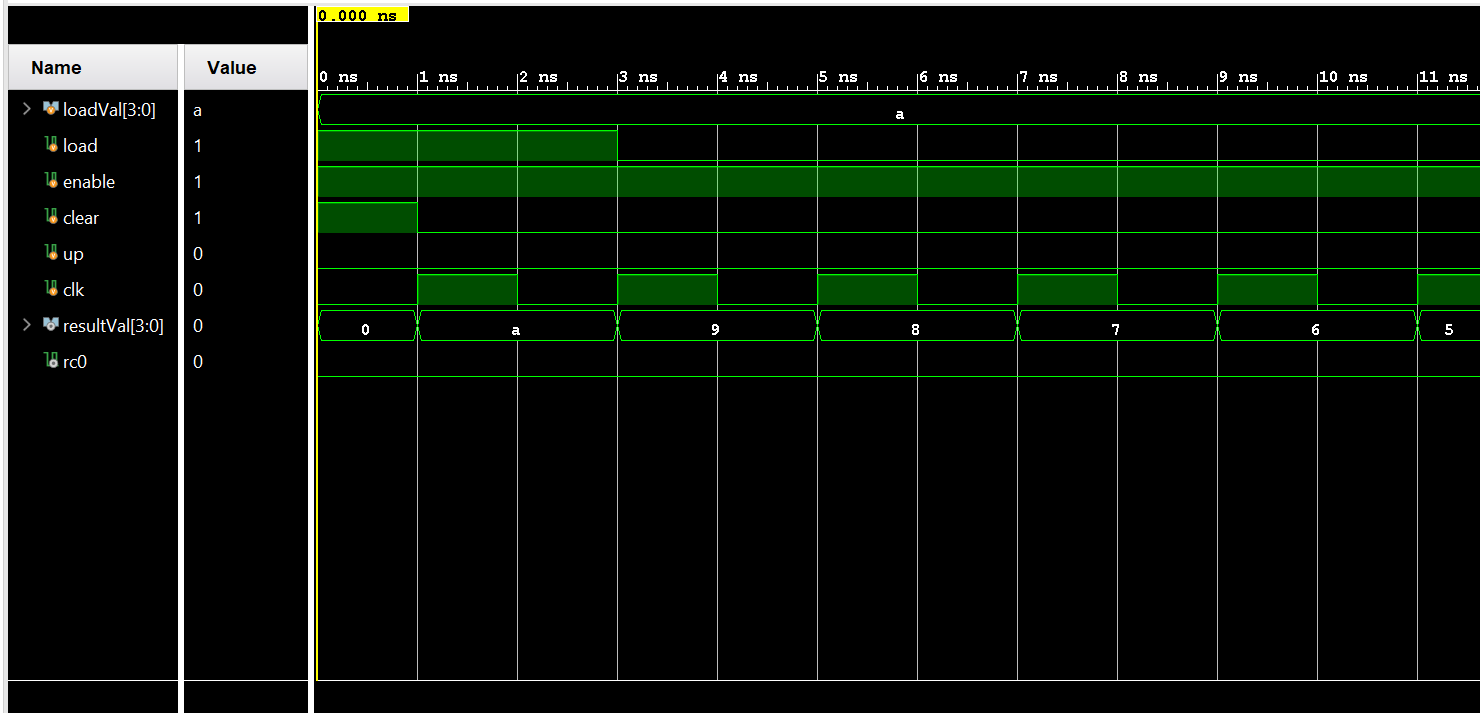 0.000 ns
Name Value
0 ns 1 ns 2 ns 3 ns 4 ns 5 ns 6 ns 7 ns 8 ns 9 ns 10 ns 11 ns
loadVal[3:0] a a
load 1
enable 1
clear 1
up 0
clk 0
resultVal[3:0] 0 0 a 9 8 7 6 5
rc0 0